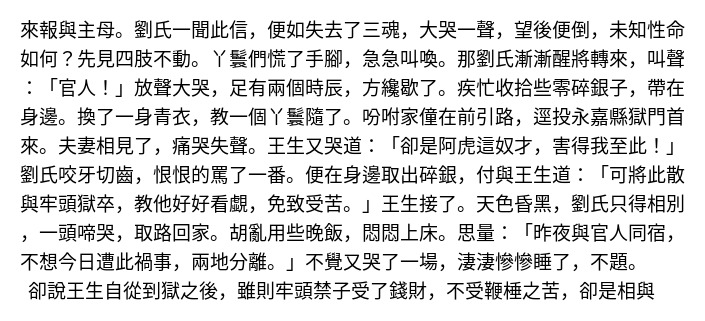 來報與主母。劉氏一聞此信，便如失去了三魂，大哭一聲，望後便倒，未知性命
如何？先見四肢不動。丫鬟們慌了手腳，急急叫喚。那劉氏漸漸醒將轉來，叫聲
：「官人！」放聲大哭，足有兩個時辰，方纔歇了。疾忙收拾些零碎銀子，帶在
身邊。換了一身青衣，教一個丫鬟隨了。吩咐家僮在前引路，逕投永嘉縣獄門首
來。夫妻相見了，痛哭失聲。王生又哭道：「卻是阿虎這奴才，害得我至此！」
劉氏咬牙切齒，恨恨的罵了一番。便在身邊取出碎銀，付與王生道：「可將此散
與牢頭獄卒，教他好好看覷，免致受苦。」王生接了。天色昏黑，劉氏只得相別
，一頭啼哭，取路回家。胡亂用些晚飯，悶悶上床。思量：「昨夜與官人同宿，
不想今日遭此禍事，兩地分離。」不覺又哭了一場，淒淒慘慘睡了，不題。
卻說王生自從到獄之後，雖則牢頭禁子受了錢財，不受鞭棰之苦，卻是相與